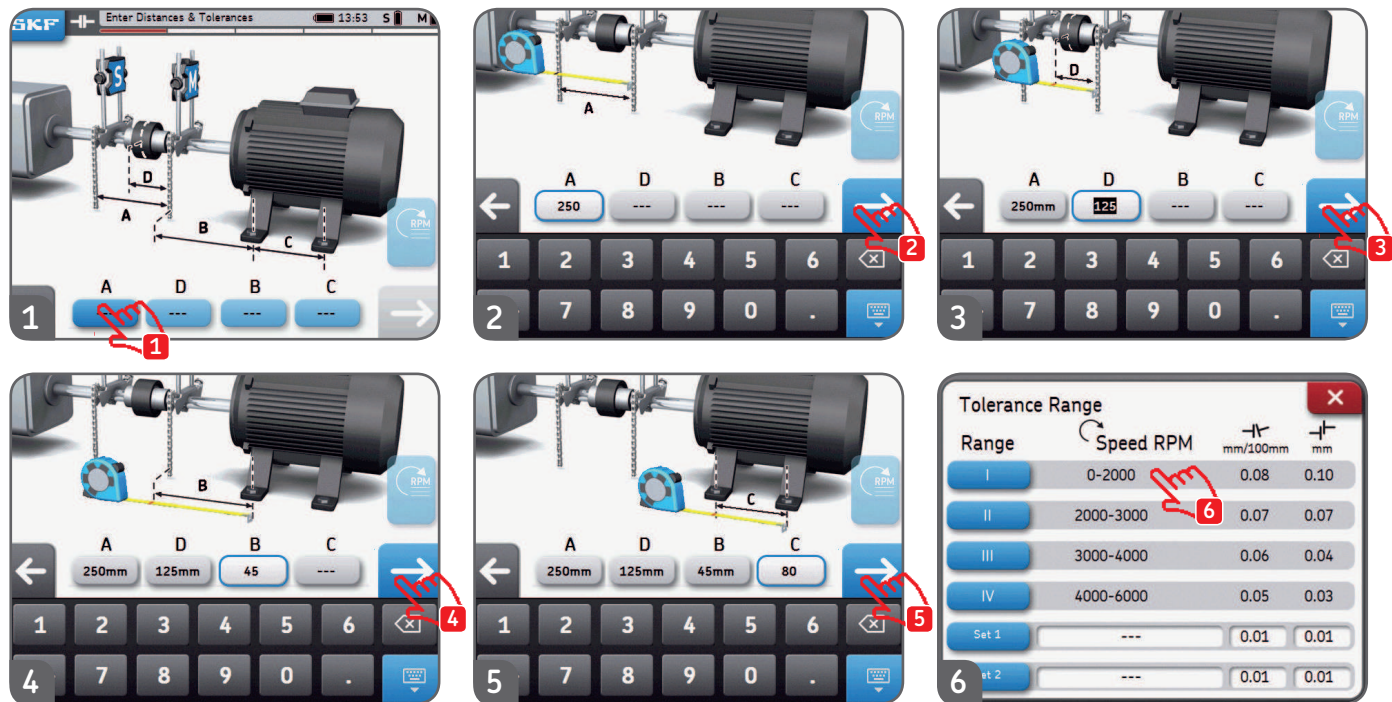 SKF Enter Distances & Tolerances 13:53 S M
S M
D
A
B
C
RPM
A D B C
--- --- --- ---
1
1
A
RPM
A D B C
250 --- --- ---
2
1 2 3 4 5 6
7 8 9 0 .
2
D
RPM
A D B C
250mm 125 --- ---
3
1 2 3 4 5 6
7 8 9 0 .
3
B
RPM
A D B C
250mm 125mm 45 ---
4
1 2 3 4 5 6
7 8 9 0 .
4
C
RPM
A D B C
250mm 125mm 45mm 80
5
1 2 3 4 5 6
7 8 9 0 .
5
Tolerance Range
Range Speed RPM mm/100mm mm
I 0-2000 0.08 0.10
6
II 2000-3000 0.07 0.07
III 3000-4000 0.06 0.04
IV 4000-6000 0.05 0.03
Set 1 --- 0.01 0.01
et 2 --- 0.01 0.01
6